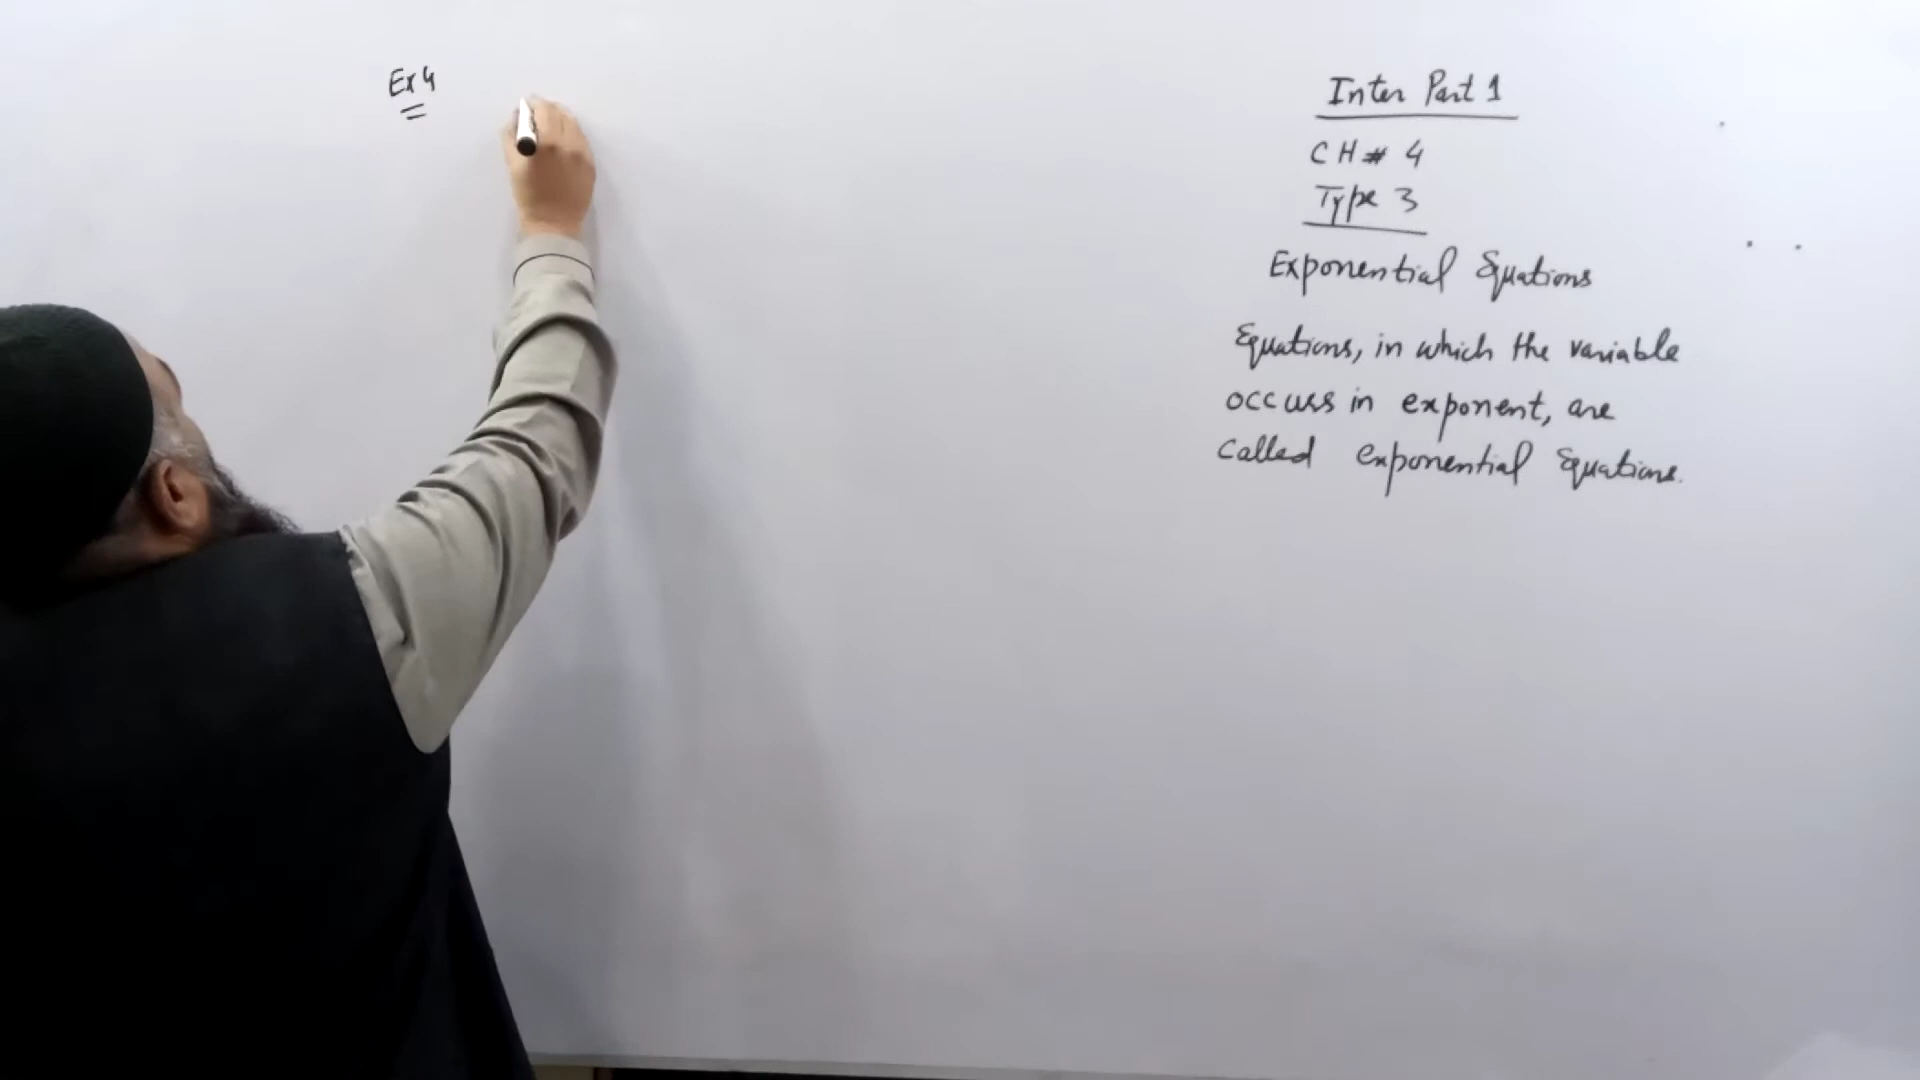 Ex 4
Inter Part 1
CH# 4
Type 3
Exponential Equations
Equations, in which the variable
occurs in exponent, are
called exponential Equations.